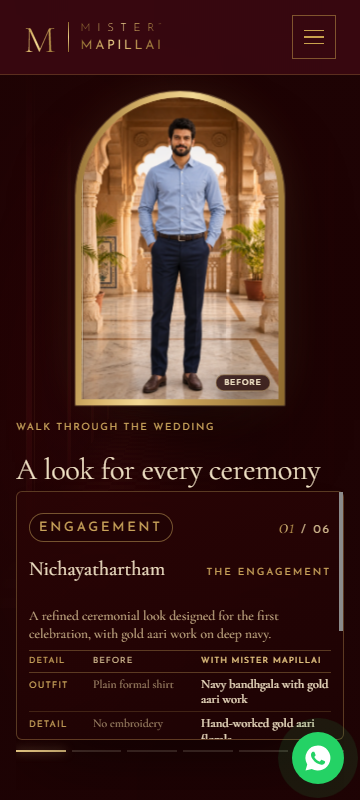 M
MISTER
MAPILLAI
BEFORE
WALK THROUGH THE WEDDING
A look for every ceremony
ENGAGEMENT
01 / 06
Nichayathartham
THE ENGAGEMENT
A refined ceremonial look designed for the first
celebration, with gold aari work on deep navy.
DETAIL BEFORE WITH MISTER MAPILLAI
OUTFIT Plain formal shirt Navy bandhgala with gold
aari work
DETAIL No embroidery Hand-worked gold aari